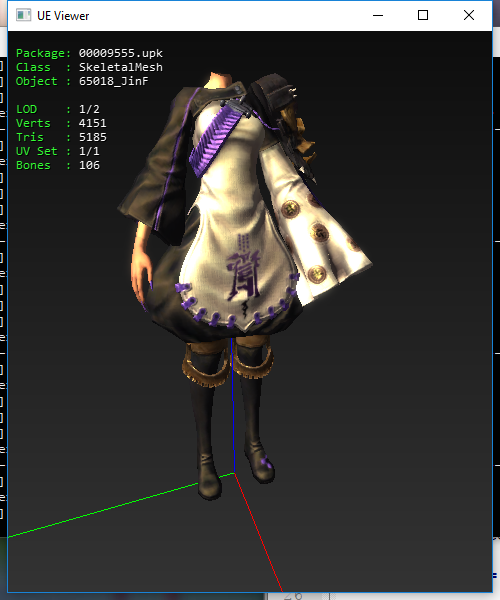 UE Viewer
Package: 00009555.upk
Class : SkeletalMesh
Object : 65018_JinF
LOD : 1/2
Verts : 4151
Tris : 5185
UV Set : 1/1
Bones : 106